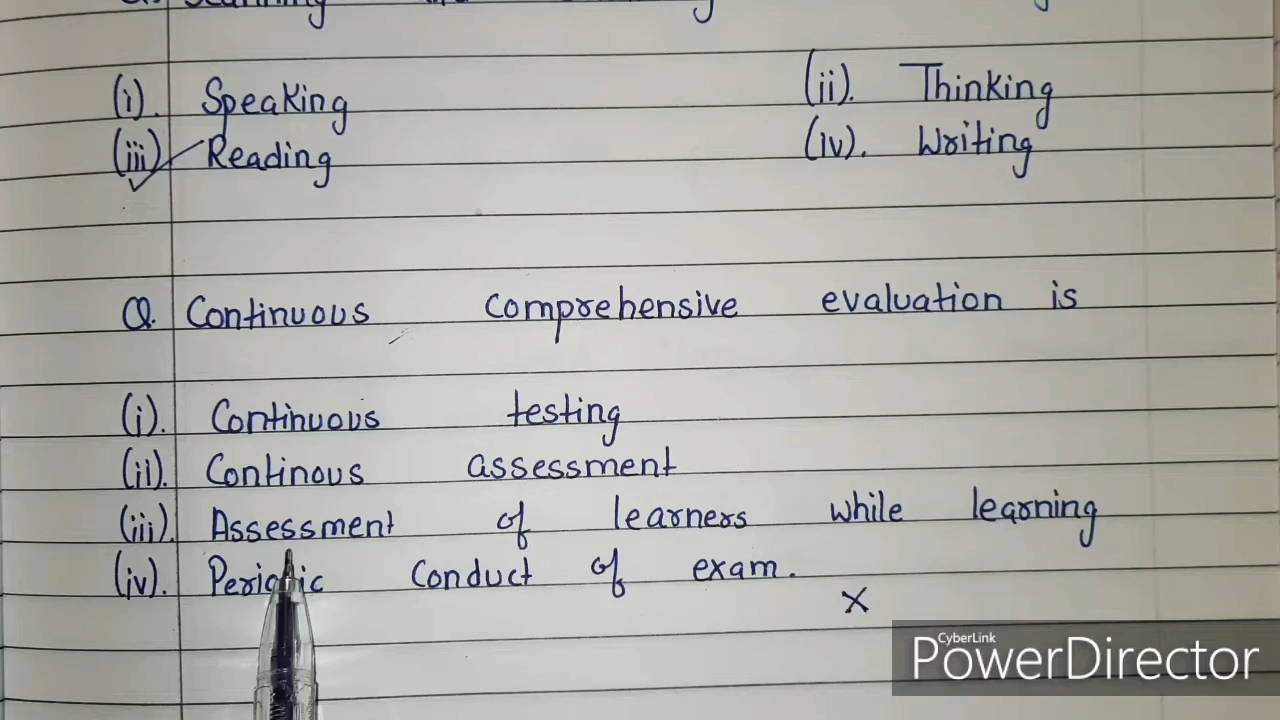 (i). Speaking (ii). Thinking
(iii) Reading (iv). Writing
Q. Continuous comprehensive evaluation is
(i). Continuous testing
(ii). Continous assessment
(iii). Assessment of learners while learning
(iv). Periodic Conduct of exam.
CyberLink
PowerDirector